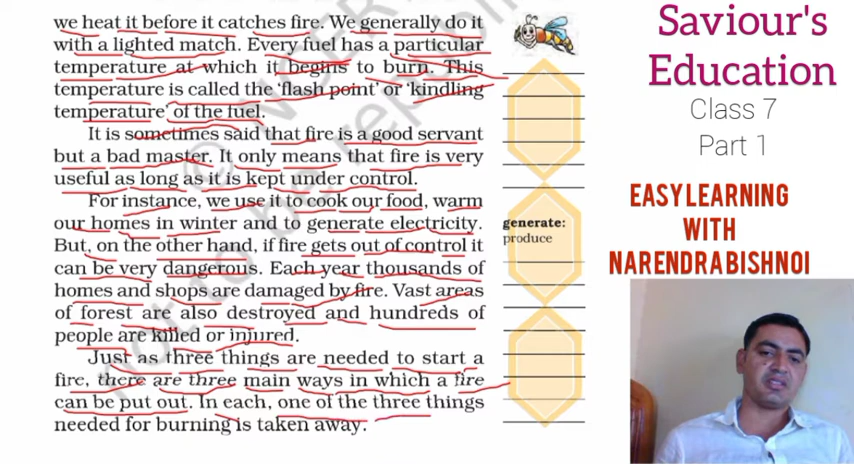 we heat it before it catches fire. We generally do it
with a lighted match. Every fuel has a particular
temperature at which it begins to burn. This
temperature is called the ‘flash point’ or ‘kindling
temperature’ of the fuel.
It is sometimes said that fire is a good servant
but a bad master. It only means that fire is very
useful as long as it is kept under control.
For instance, we use it to cook our food, warm
our homes in winter and to generate electricity.
But, on the other hand, if fire gets out of control it
can be very dangerous. Each year thousands of
homes and shops are damaged by fire. Vast areas
of forest are also destroyed and hundreds of
people are killed or injured.
Just as three things are needed to start a
fire, there are three main ways in which a fire
can be put out. In each, one of the three things
needed for burning is taken away.
generate:
produce
Saviour's
Education
Class 7
Part 1
EASY LEARNING
WITH
NARENDRA BISHNOI
not to be republi